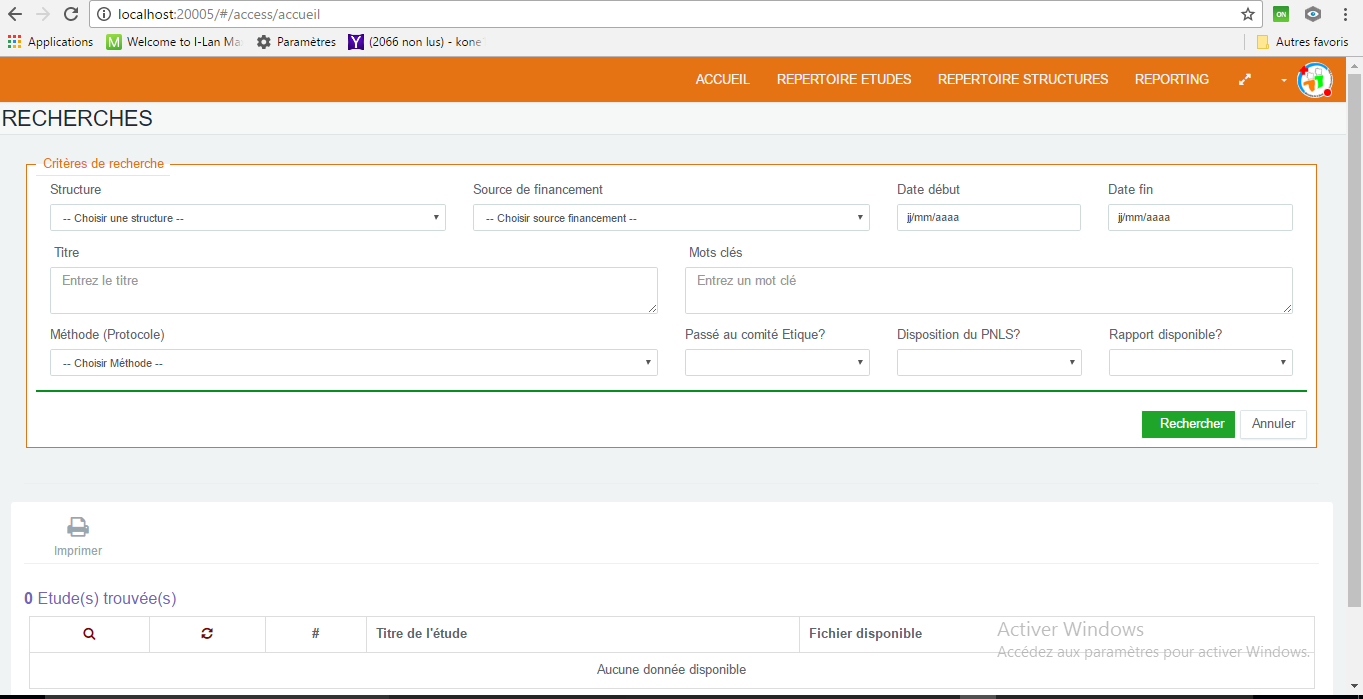 localhost:20005/#/access/accueil
ON
Applications M Welcome to I-Lan Ma Paramètres Y (2066 non lus) - kone Autres favoris
ACCUEIL REPERTOIRE ETUDES REPERTOIRE STRUCTURES REPORTING
RECHERCHES
Critères de recherche
Structure Source de financement Date début Date fin
-- Choisir une structure -- -- Choisir source financement -- jj/mm/aaaa jj/mm/aaaa
Titre Mots clés
Entrez le titre Entrez un mot clé
Méthode (Protocole) Passé au comité Etique? Disposition du PNLS? Rapport disponible?
-- Choisir Méthode --
Rechercher Annuler
Imprimer
0 Etude(s) trouvée(s)
# Titre de l'étude Fichier disponible
Activer Windows
Accédez aux paramètres pour activer Windows.
Aucune donnée disponible